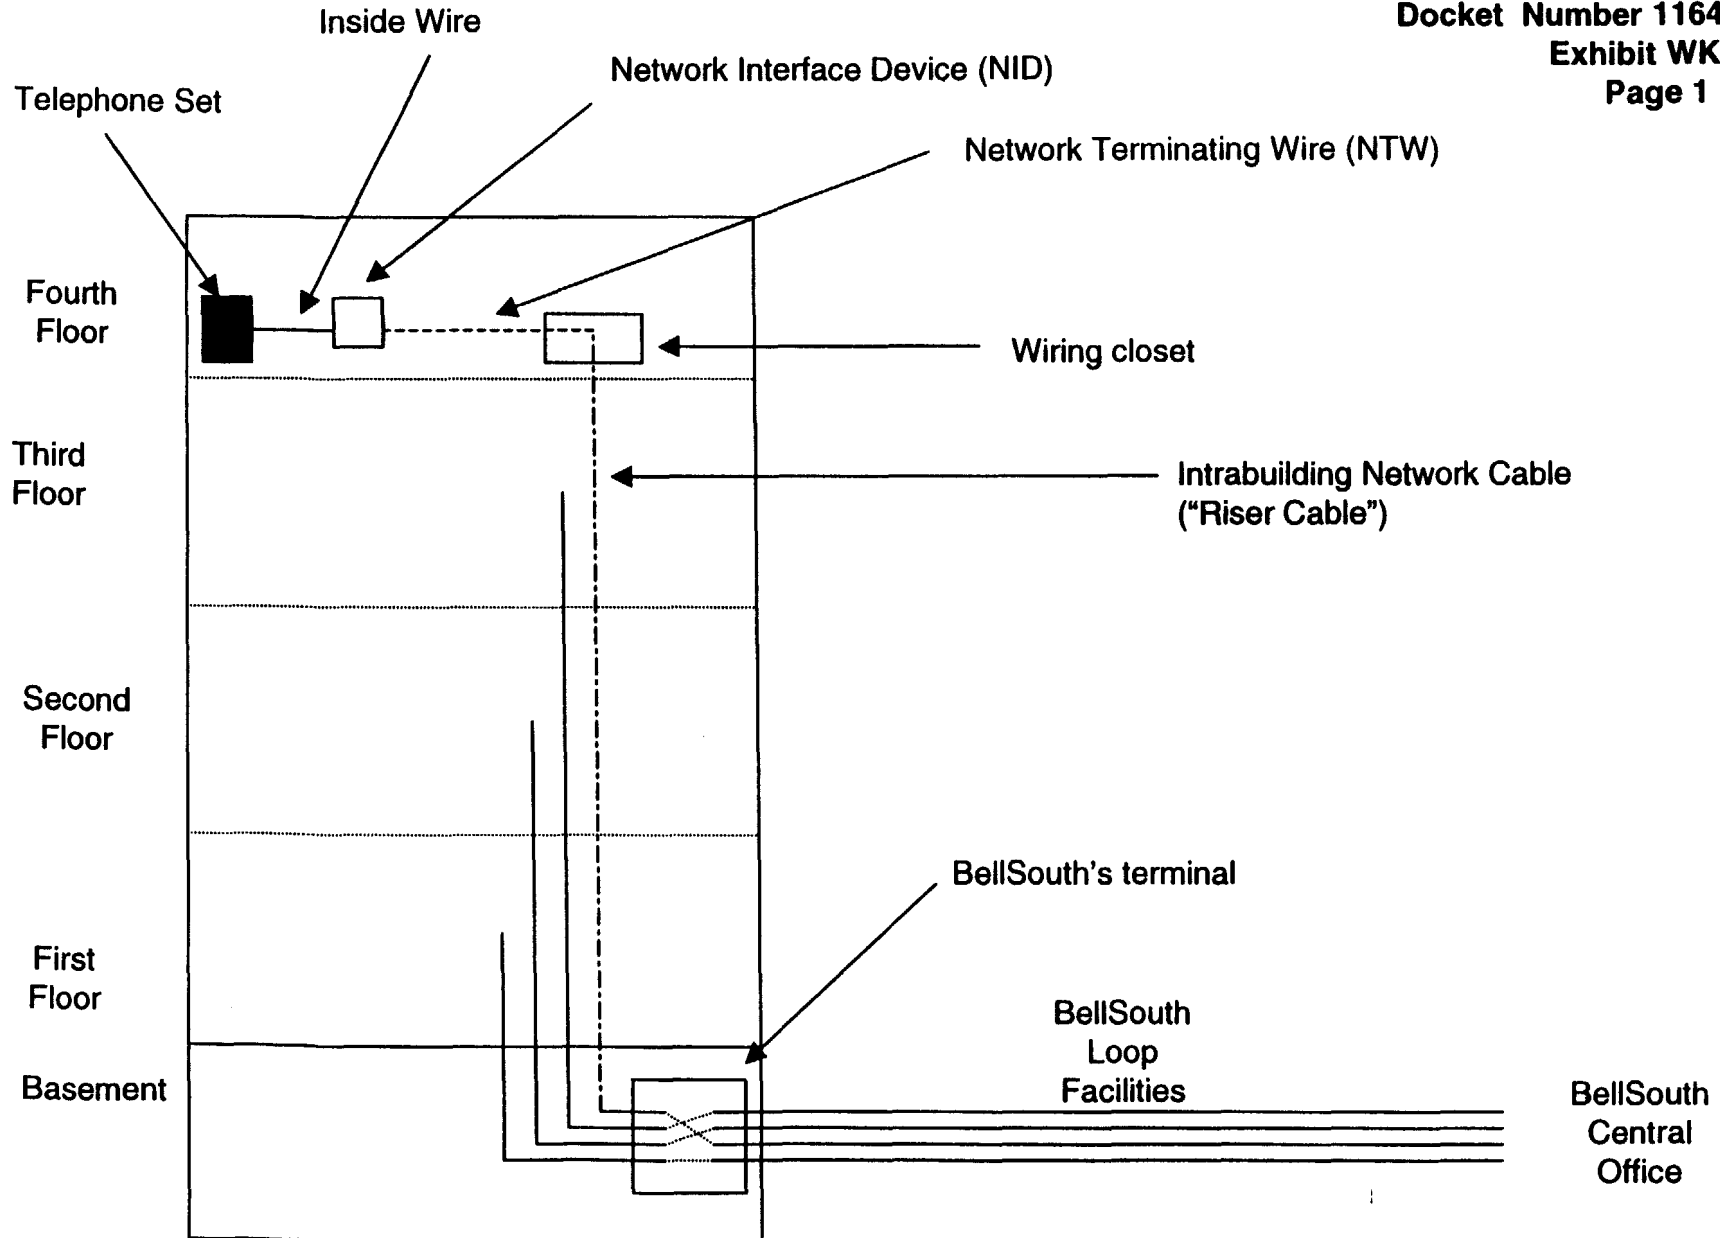 Docket Number 1164
Exhibit WK
Page 1
Inside Wire
Network Interface Device (NID)
Telephone Set
Network Terminating Wire (NTW)
Fourth
Floor
Wiring closet
Third
Floor
Intrabuilding Network Cable
(“Riser Cable”)
Second
Floor
BellSouth's terminal
First
Floor
BellSouth
Loop
Facilities
Basement
BellSouth
Central
Office